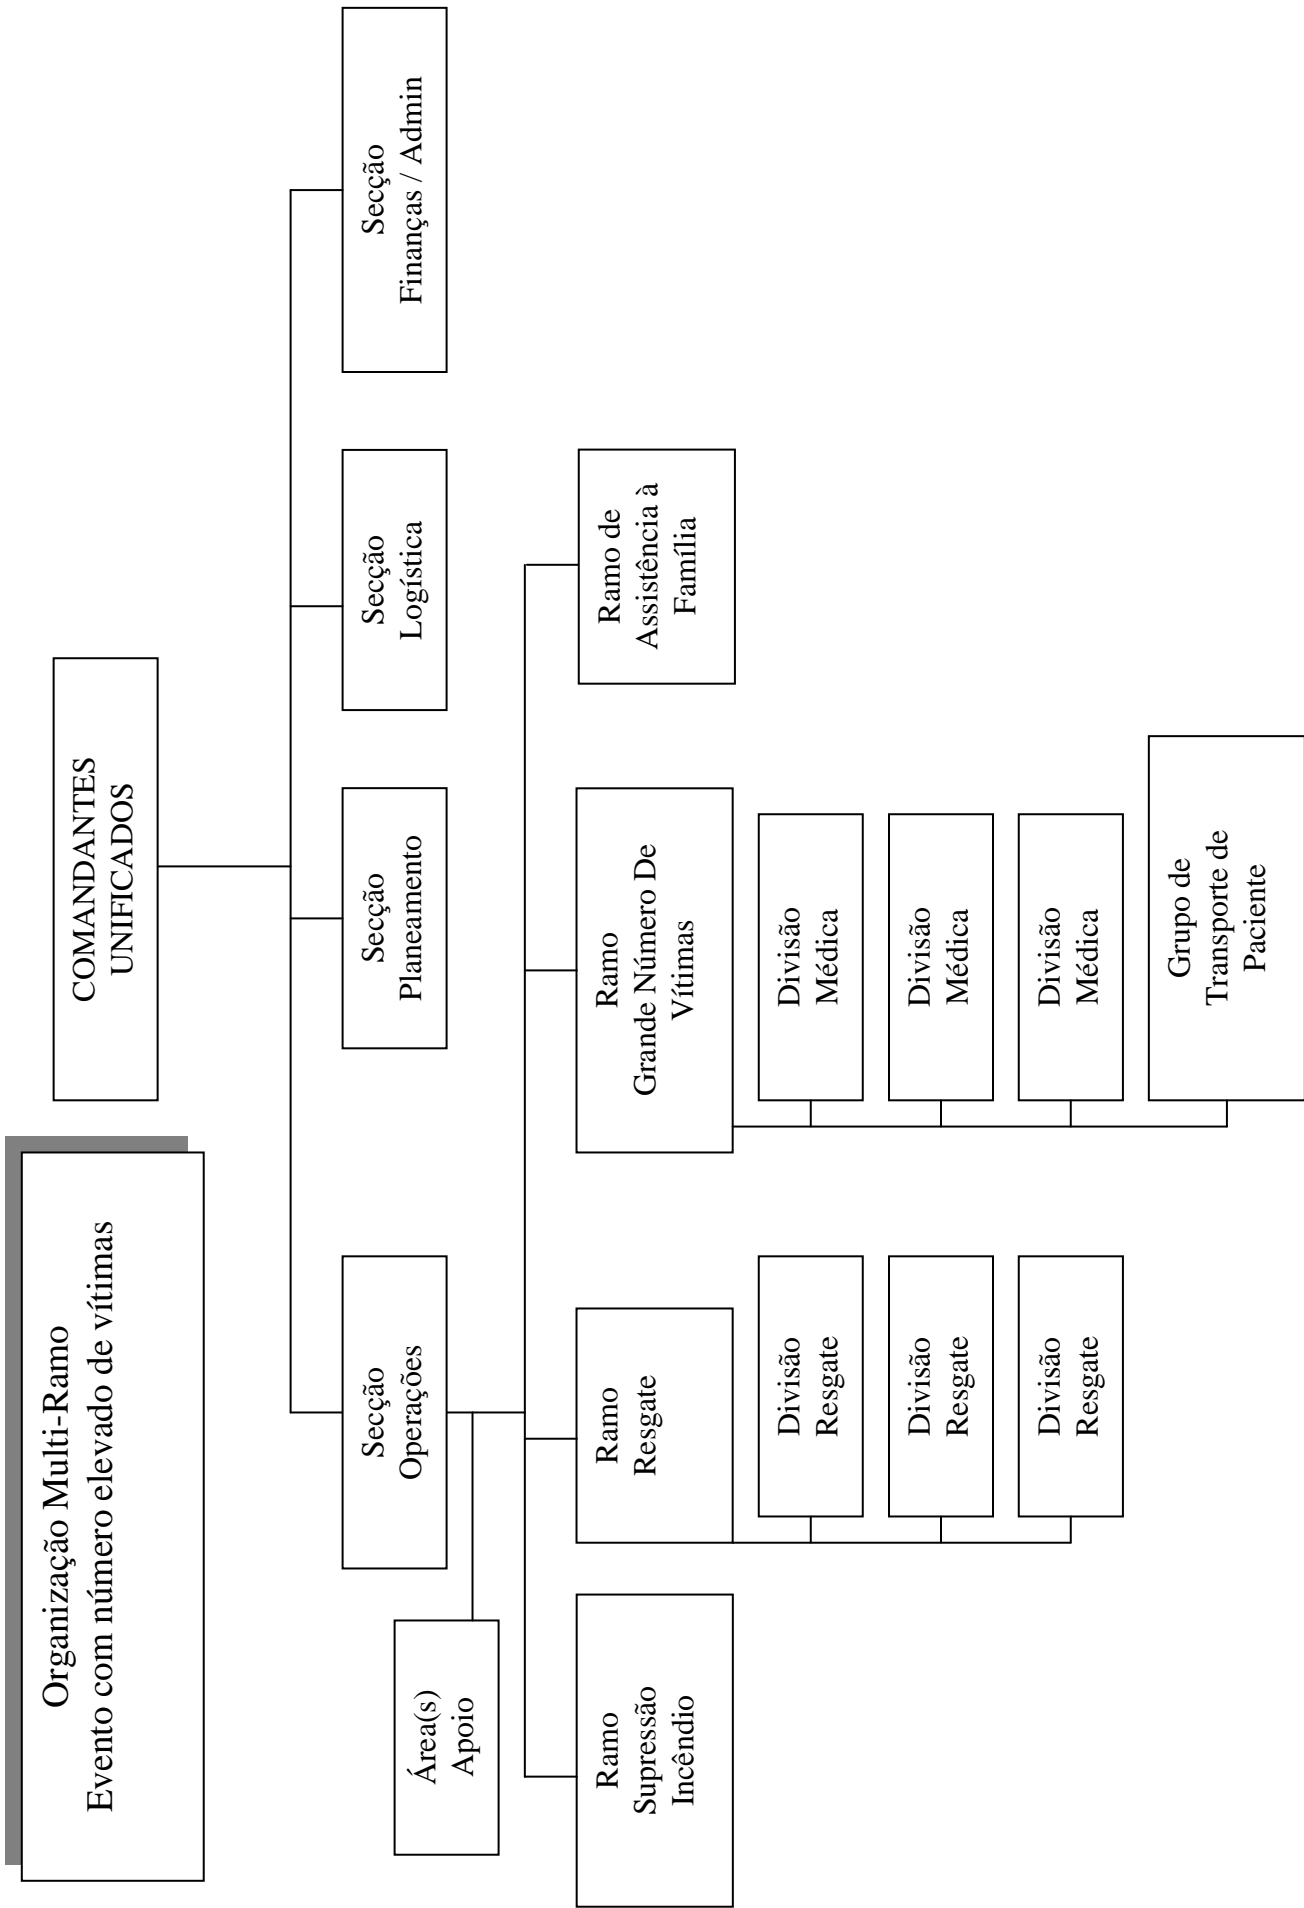 Organização Multi-Ramo
Evento com número elevado de vítimas
COMANDANTES
UNIFICADOS
Secção
Operações
Secção
Planeamento
Secção
Logística
Secção
Finanças / Admin
Área(s)
Apoio
Ramo
Supressão
Incêndio
Ramo
Resgate
Ramo
Grande Número De
Vítimas
Ramo de
Assistência à
Família
Divisão
Resgate
Divisão
Resgate
Divisão
Resgate
Divisão
Médica
Divisão
Médica
Divisão
Médica
Grupo de
Transporte de
Paciente